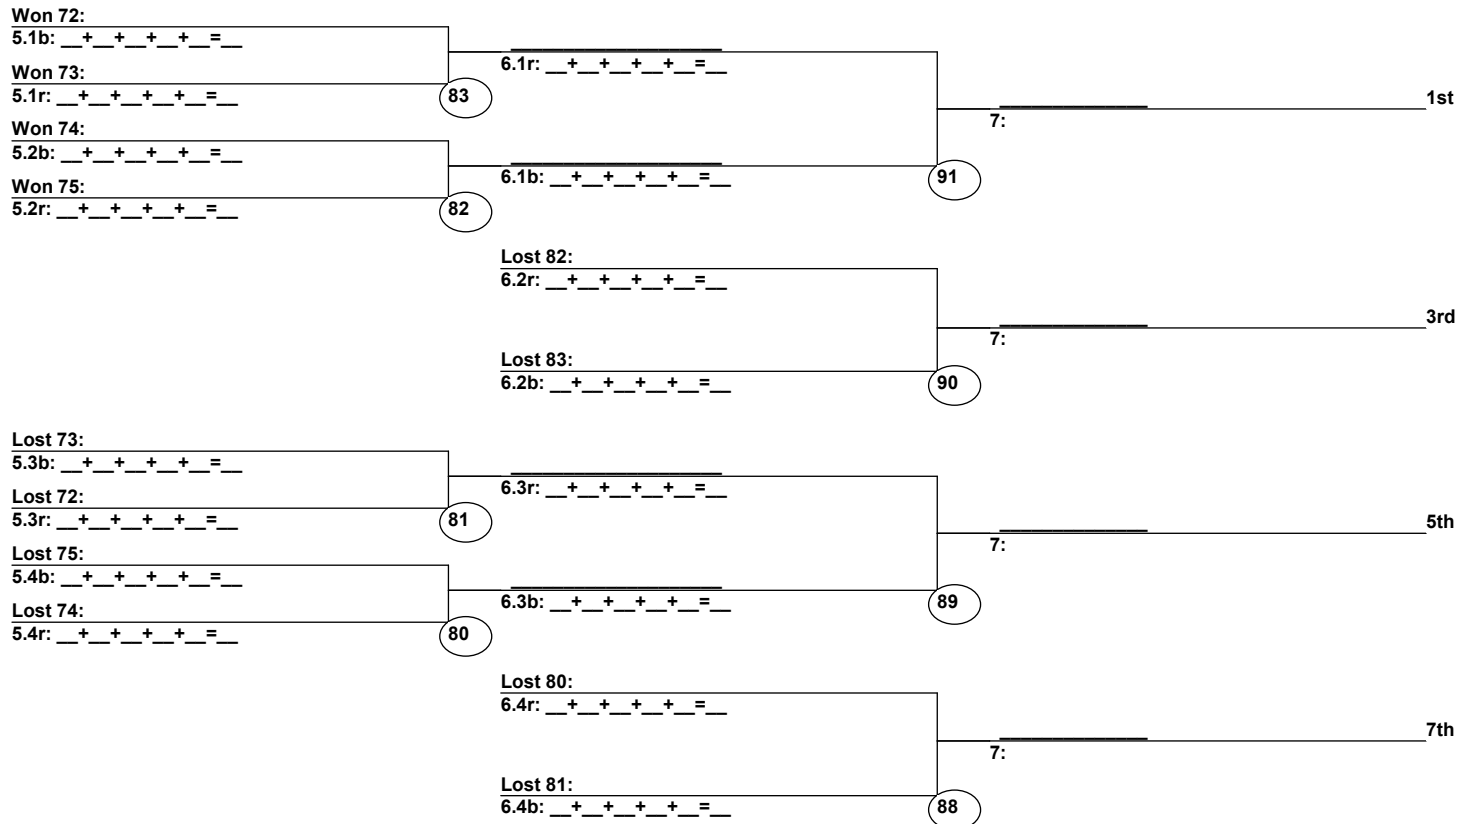 Won 72:
5.1b: __+__+__+__+__=__
____________________
6.1r: __+__+__+__+__=__
Won 73:
5.1r: __+__+__+__+__=__
83
______________
1st
7:
Won 74:
5.2b: __+__+__+__+__=__
____________________
6.1b: __+__+__+__+__=__
91
Won 75:
5.2r: __+__+__+__+__=__
82
Lost 82:
6.2r: __+__+__+__+__=__
______________
3rd
7:
Lost 83:
6.2b: __+__+__+__+__=__
90
Lost 73:
5.3b: __+__+__+__+__=__
____________________
6.3r: __+__+__+__+__=__
Lost 72:
5.3r: __+__+__+__+__=__
81
______________
5th
7:
Lost 75:
5.4b: __+__+__+__+__=__
____________________
6.3b: __+__+__+__+__=__
89
Lost 74:
5.4r: __+__+__+__+__=__
80
Lost 80:
6.4r: __+__+__+__+__=__
______________
7th
7:
Lost 81:
6.4b: __+__+__+__+__=__
88